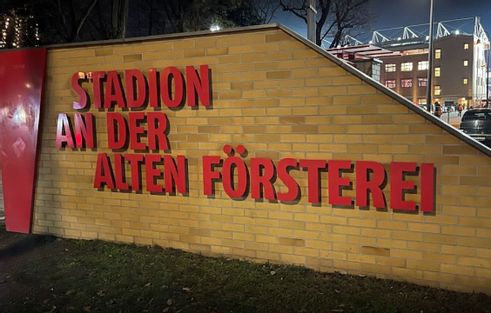 STADION
AN DER
ALTEN FÖRSTEREI